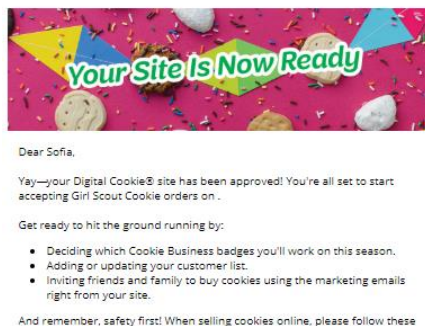 Your Site Is Now Ready
Dear Sofia,
Yay—your Digital Cookie® site has been approved! You're all set to start
accepting Girl Scout Cookie orders on .
Get ready to hit the ground running by:
• Deciding which Cookie Business badges you'll work on this season.
• Adding or updating your customer list.
• Inviting friends and family to buy cookies using the marketing emails
right from your site.
And remember, safety first! When selling cookies online, please follow these